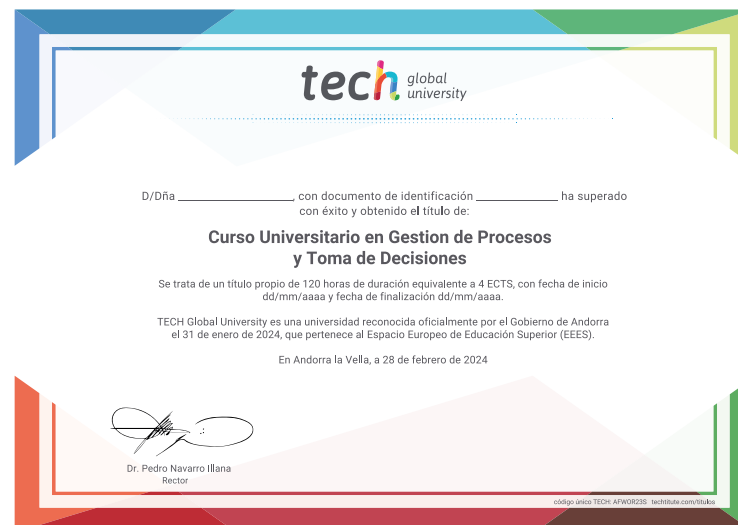 tech global university
D/Dña ______________________, con documento de identificación ________________ ha superado
con éxito y obtenido el título de:
Curso Universitario en Gestion de Procesos
y Toma de Decisiones
Se trata de un título propio de 120 horas de duración equivalente a 4 ECTS, con fecha de inicio
dd/mm/aaaa y fecha de finalización dd/mm/aaaa.
TECH Global University es una universidad reconocida oficialmente por el Gobierno de Andorra
el 31 de enero de 2024, que pertenece al Espacio Europeo de Educación Superior (EEES).
En Andorra la Vella, a 28 de febrero de 2024
Dr. Pedro Navarro Illana
Rector
código único TECH: AFWOR23S techtitute.com/titulos